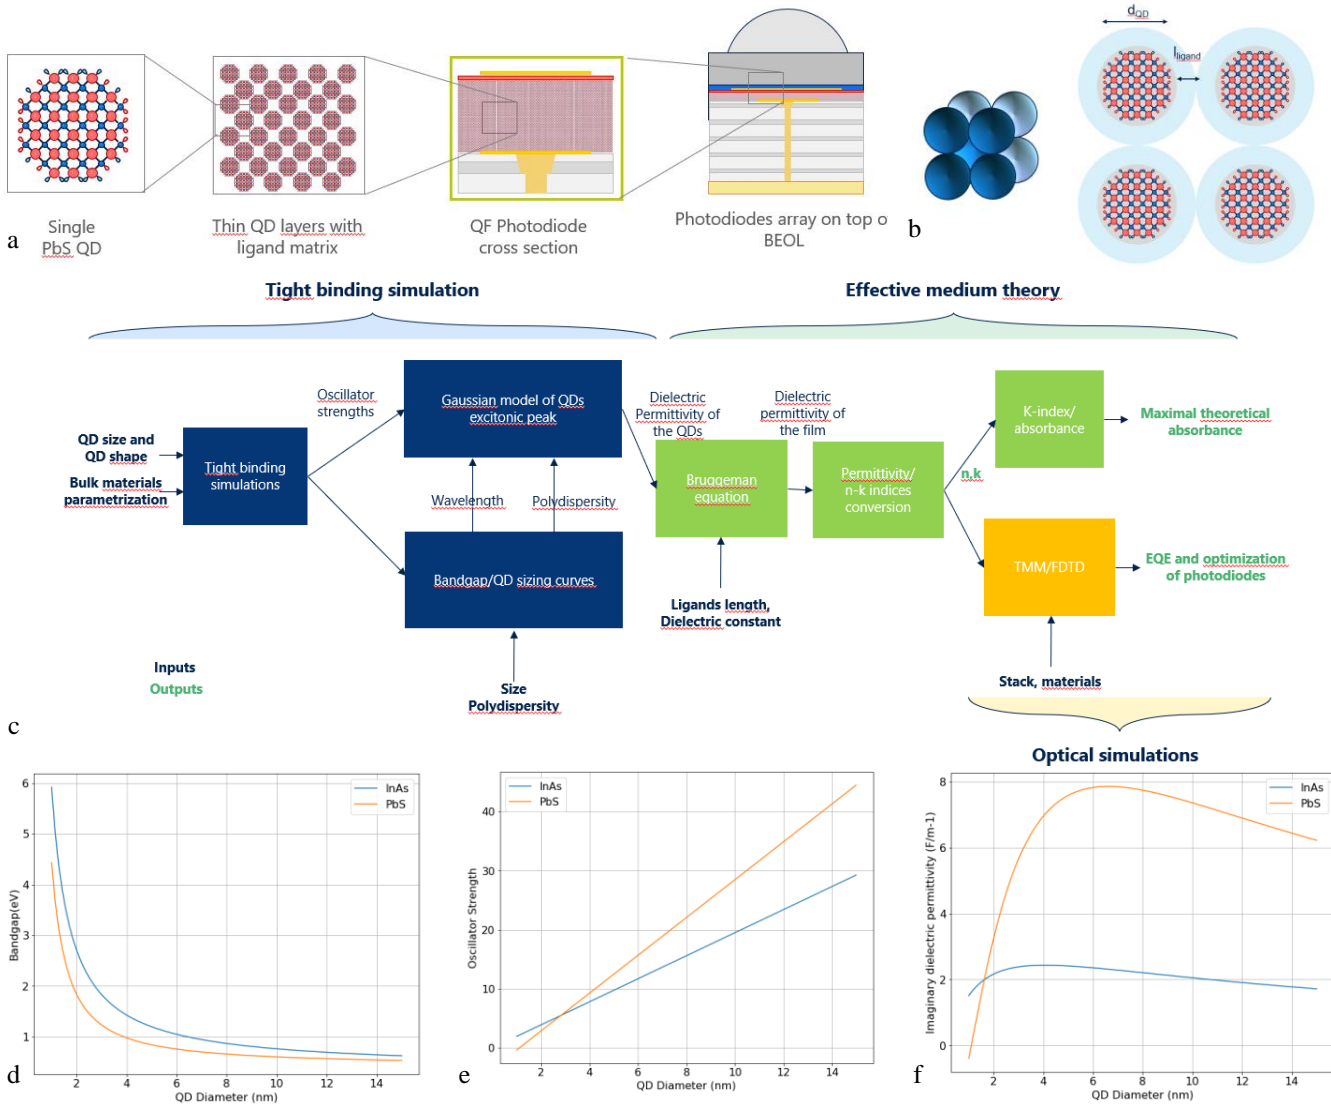 Single
PbS QD
Thin QD layers with
ligand matrix
QF Photodiode
cross section
Photodiodes array on top o
BEOL
a
d_QD
l_ligand
b
Tight binding simulation
Effective medium theory
QD size and
QD shape
Bulk materials
parametrization
Tight binding
simulations
Oscillator
strengths
Gaussian model of QDs
excitonic peak
Wavelength
Polydispersity
Bandgap/QD sizing curves
Size
Polydispersity
Dielectric
Permittivity of
the QDs
Bruggeman
equation
Ligands length,
Dielectric constant
Dielectric
permittivity of
the film
Permittivity/
n-k indices
conversion
n,k
K-index/
absorbance
Maximal theoretical
absorbance
TMM/FDTD
EQE and optimization
of photodiodes
Stack, materials
Inputs
Outputs
c
Optical simulations
6
5
4
3
2
1
2
4
6
8
10
12
14
Bandgap(eV)
QD Diameter (nm)
InAs
PbS
d
40
30
20
10
0
2
4
6
8
10
12
14
Oscillator Strength
QD Diameter (nm)
InAs
PbS
e
8
6
4
2
0
2
4
6
8
10
12
14
Imaginary dielectric permittivity (F/m-1)
QD Diameter (nm)
InAs
PbS
f